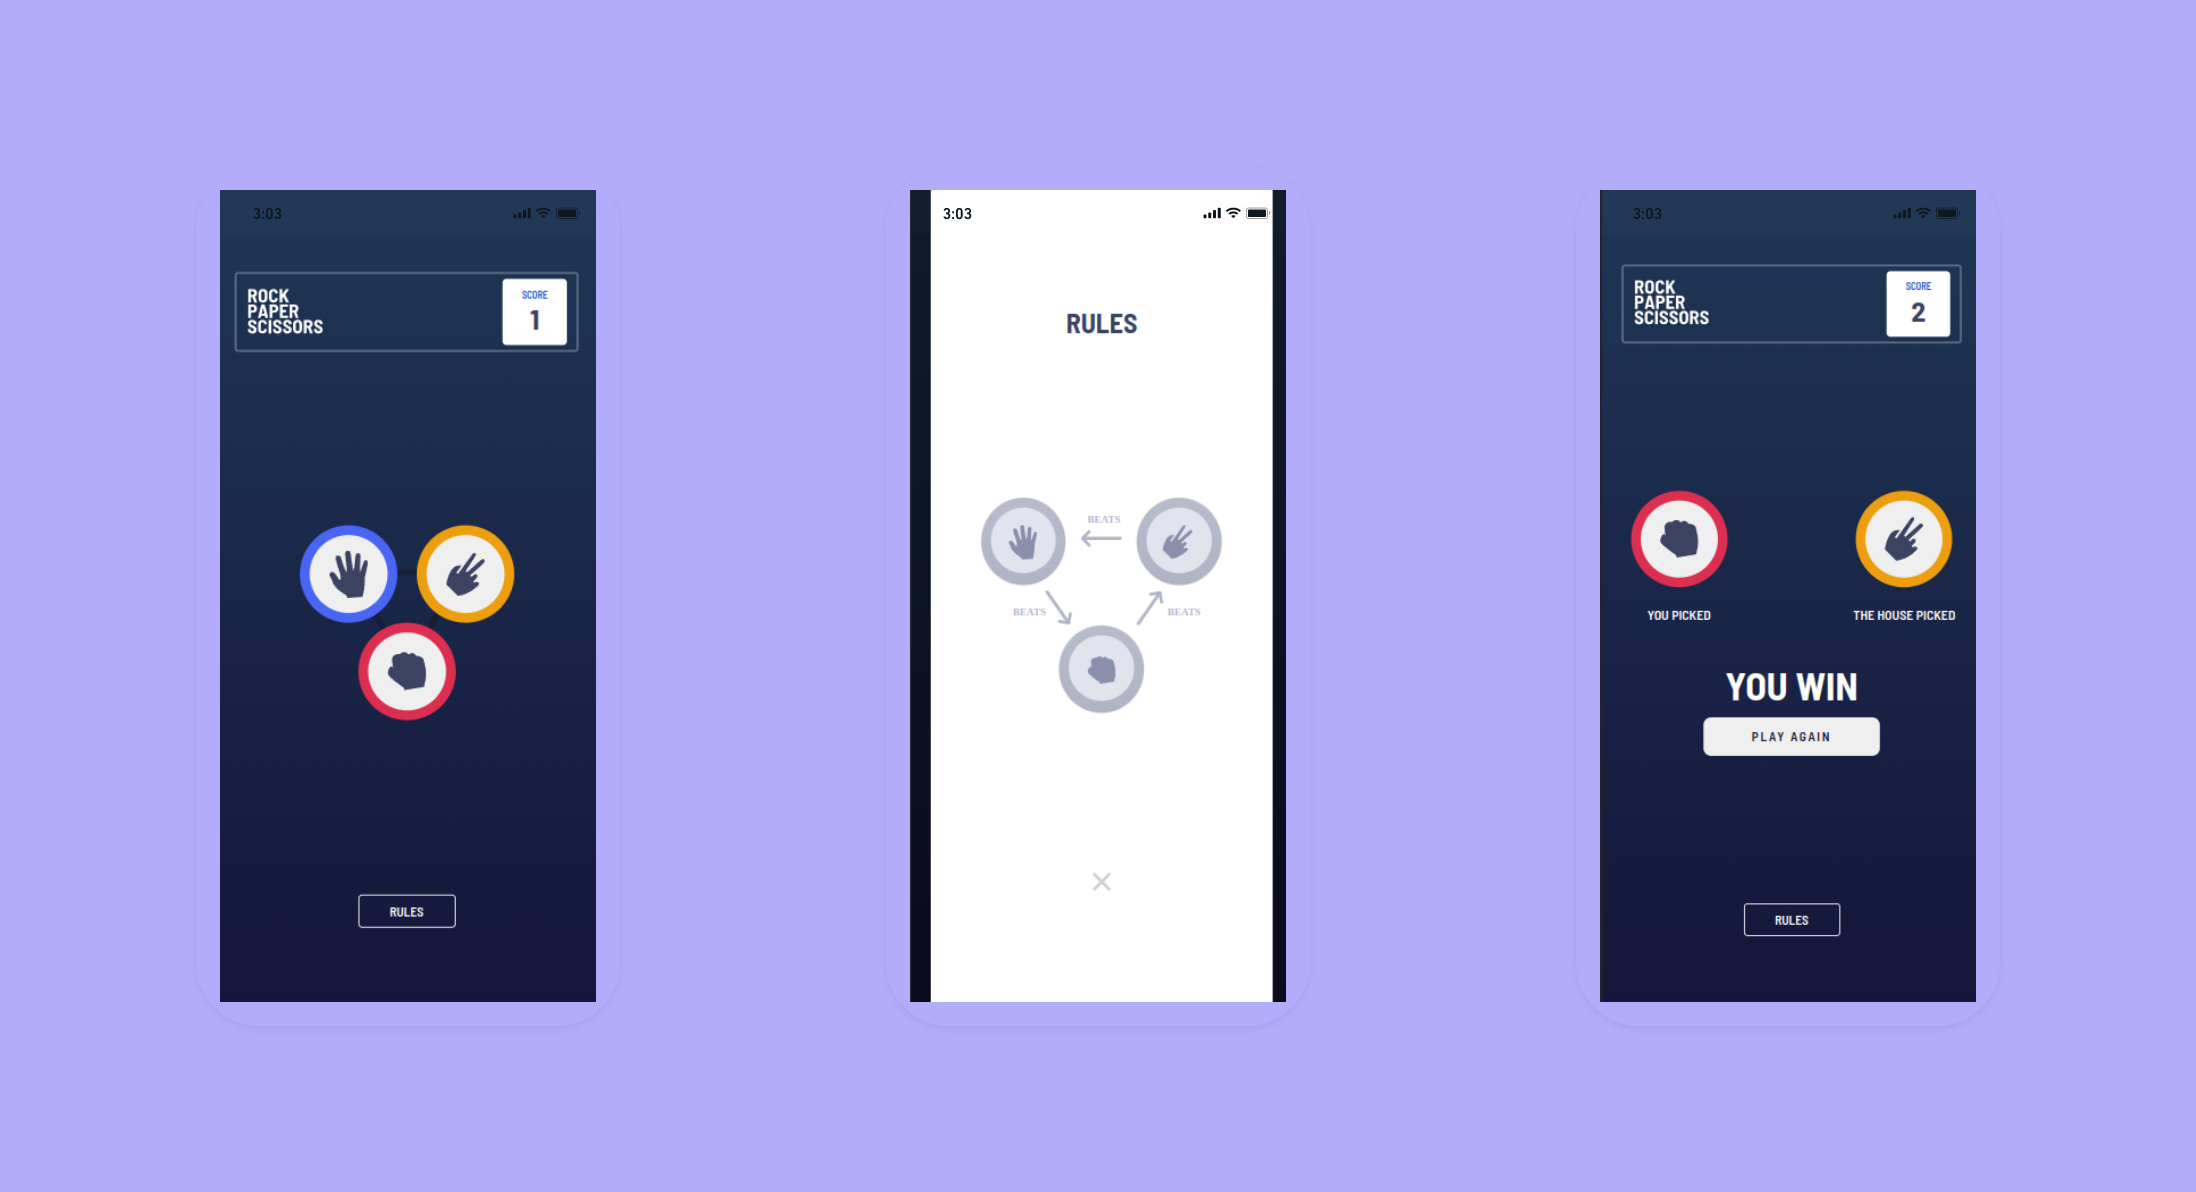 3:03
ROCK
PAPER
SCISSORS
SCORE
1
RULES
3:03
RULES
BEATS
BEATS
BEATS
3:03
ROCK
PAPER
SCISSORS
SCORE
2
YOU PICKED
THE HOUSE PICKED
YOU WIN
PLAY AGAIN
RULES